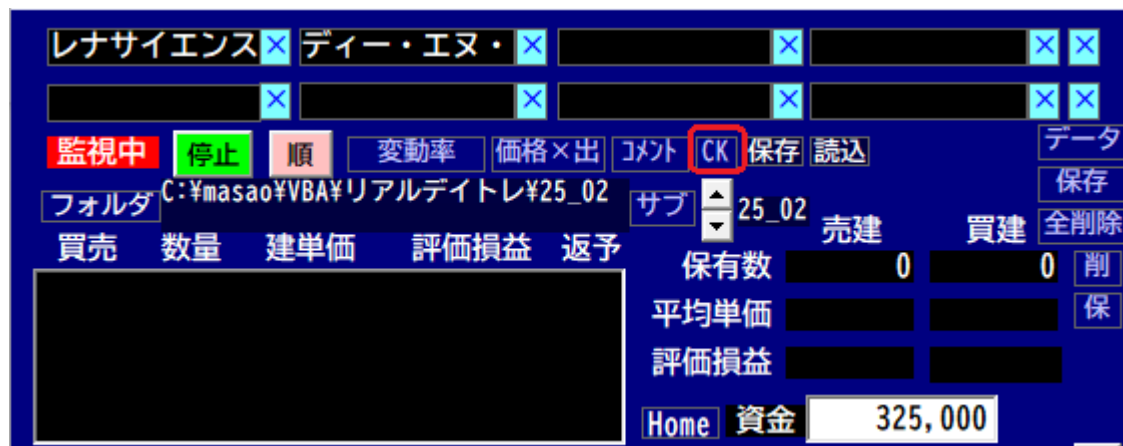 レナサイエンス × ディー・エヌ・ × × × ×
× × × × ×
監視中 停止 順 変動率 価格×出 コメント CK 保存 読込 データ
フォルダ C:¥masao¥VBA¥リアルデイトレ¥25_02 サブ 25_02 保存
買売 数量 建単価 評価損益 返予 売建 買建 全削除
保有数 0 0 削
平均単価 保
評価損益
Home 資金 325,000